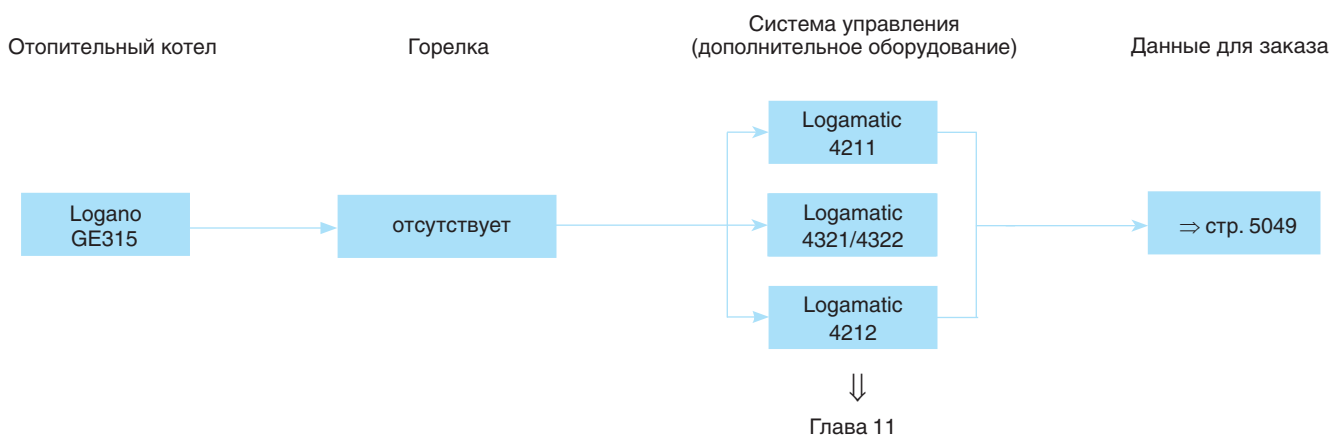 Отопительный котел
Горелка
Система управления
(дополнительное оборудование)
Данные для заказа
Logano
GE315
отсутствует
Logamatic
4211
Logamatic
4321/4322
Logamatic
4212
⇒ стр. 5049
⇓
Глава 11